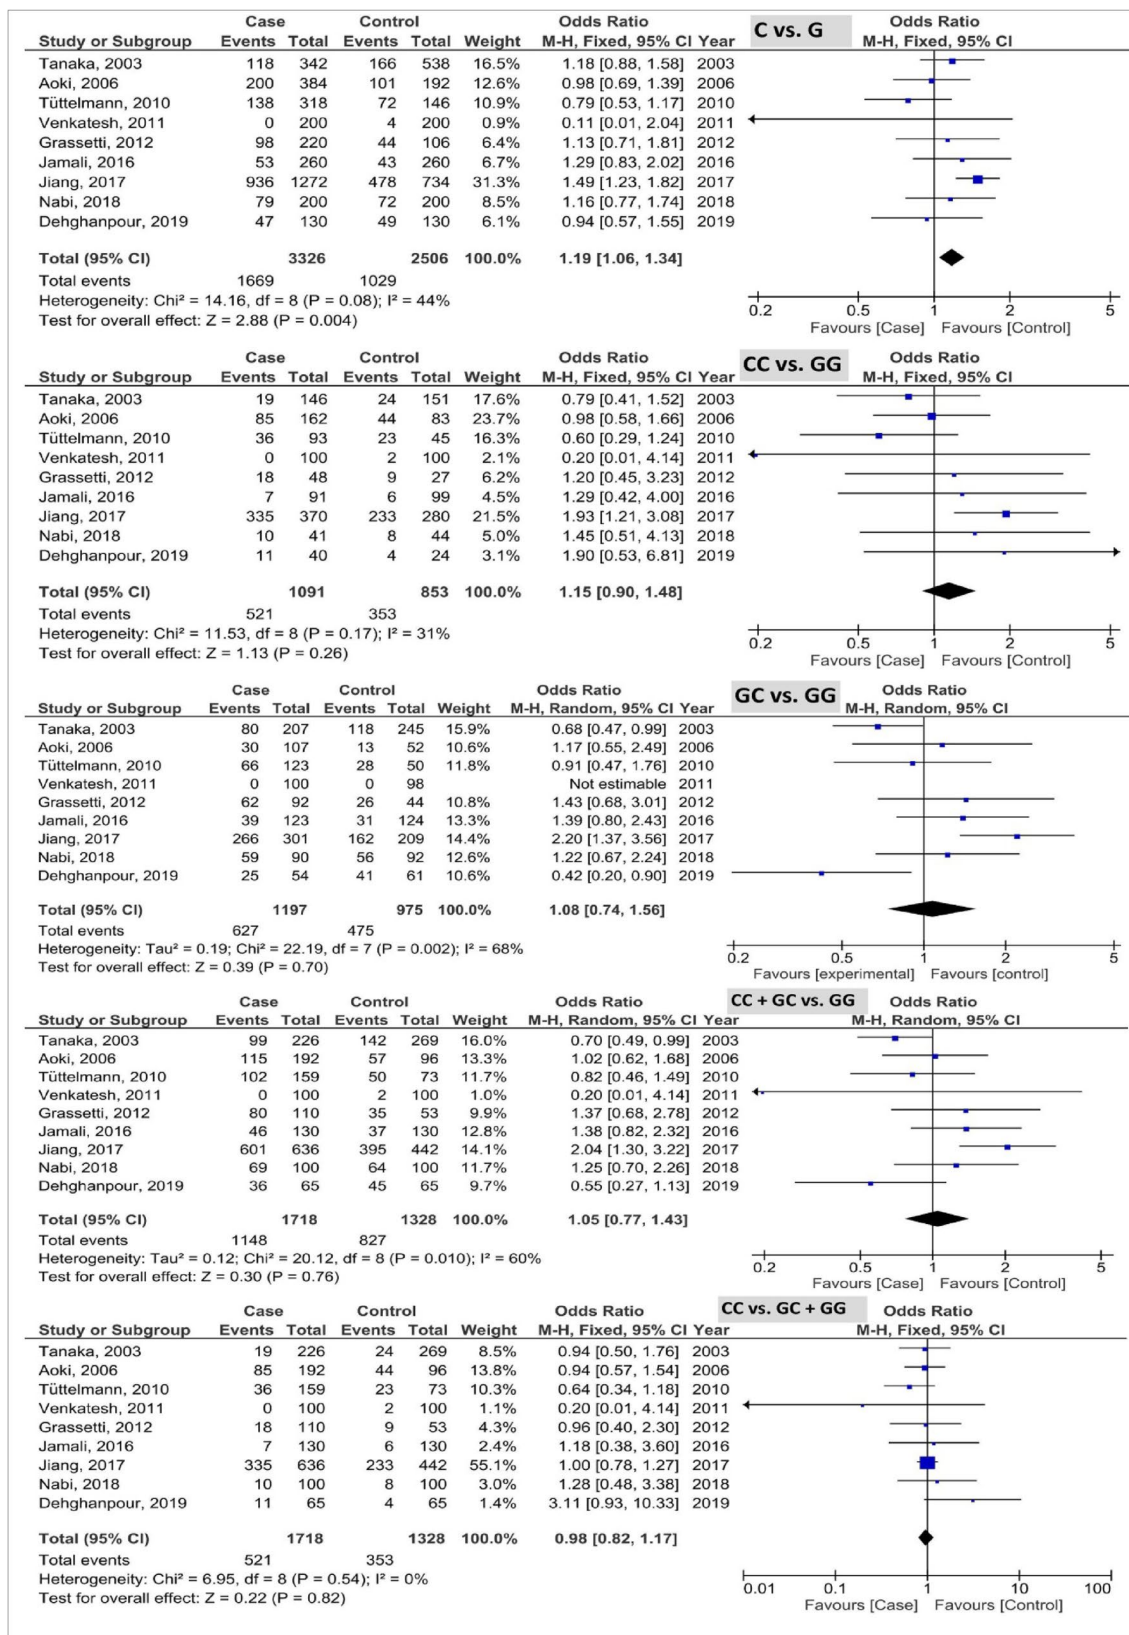 Case Control Odds Ratio Odds Ratio
C vs. G
Study or Subgroup Events Total Events Total Weight M-H, Fixed, 95% CI Year M-H, Fixed, 95% CI
Tanaka, 2003 118 342 166 538 16.5% 1.18 [0.88, 1.58] 2003
Aoki, 2006 200 384 101 192 12.6% 0.98 [0.69, 1.39] 2006
Tüttelmann, 2010 138 318 72 146 10.9% 0.79 [0.53, 1.17] 2010
Venkatesh, 2011 0 200 4 200 0.9% 0.11 [0.01, 2.04] 2011
Grassetti, 2012 98 220 44 106 6.4% 1.13 [0.71, 1.81] 2012
Jamali, 2016 53 260 43 260 6.7% 1.29 [0.83, 2.02] 2016
Jiang, 2017 936 1272 478 734 31.3% 1.49 [1.23, 1.82] 2017
Nabi, 2018 79 200 72 200 8.5% 1.16 [0.77, 1.74] 2018
Dehghanpour, 2019 47 130 49 130 6.1% 0.94 [0.57, 1.55] 2019
Total (95% CI) 3326 2506 100.0% 1.19 [1.06, 1.34]
Total events 1669 1029
Heterogeneity: Chi² = 14.16, df = 8 (P = 0.08); I² = 44%
Test for overall effect: Z = 2.88 (P = 0.004)
0.2 0.5 1 2 5
Favours [Case] Favours [Control]
Case Control Odds Ratio Odds Ratio
CC vs. GG
Study or Subgroup Events Total Events Total Weight M-H, Fixed, 95% CI Year M-H, Fixed, 95% CI
Tanaka, 2003 19 146 24 151 17.6% 0.79 [0.41, 1.52] 2003
Aoki, 2006 85 162 44 83 23.7% 0.98 [0.58, 1.66] 2006
Tüttelmann, 2010 36 93 23 45 16.3% 0.60 [0.29, 1.24] 2010
Venkatesh, 2011 0 100 2 100 2.1% 0.20 [0.01, 4.14] 2011
Grassetti, 2012 18 48 9 27 6.2% 1.20 [0.45, 3.23] 2012
Jamali, 2016 7 91 6 99 4.5% 1.29 [0.42, 4.00] 2016
Jiang, 2017 335 370 233 280 21.5% 1.93 [1.21, 3.08] 2017
Nabi, 2018 10 41 8 44 5.0% 1.45 [0.51, 4.13] 2018
Dehghanpour, 2019 11 40 4 24 3.1% 1.90 [0.53, 6.81] 2019
Total (95% CI) 1091 853 100.0% 1.15 [0.90, 1.48]
Total events 521 353
Heterogeneity: Chi² = 11.53, df = 8 (P = 0.17); I² = 31%
Test for overall effect: Z = 1.13 (P = 0.26)
0.2 0.5 1 2 5
Favours [Case] Favours [Control]
Case Control Odds Ratio Odds Ratio
GC vs. GG
Study or Subgroup Events Total Events Total Weight M-H, Random, 95% CI Year M-H, Random, 95% CI
Tanaka, 2003 80 207 118 245 15.9% 0.68 [0.47, 0.99] 2003
Aoki, 2006 30 107 13 52 10.6% 1.17 [0.55, 2.49] 2006
Tüttelmann, 2010 66 123 28 50 11.8% 0.91 [0.47, 1.76] 2010
Venkatesh, 2011 0 100 0 98 Not estimable 2011
Grassetti, 2012 62 92 26 44 10.8% 1.43 [0.68, 3.01] 2012
Jamali, 2016 39 123 31 124 13.3% 1.39 [0.80, 2.43] 2016
Jiang, 2017 266 301 162 209 14.4% 2.20 [1.37, 3.56] 2017
Nabi, 2018 59 90 56 92 12.6% 1.22 [0.67, 2.24] 2018
Dehghanpour, 2019 25 54 41 61 10.6% 0.42 [0.20, 0.90] 2019
Total (95% CI) 1197 975 100.0% 1.08 [0.74, 1.56]
Total events 627 475
Heterogeneity: Tau² = 0.19; Chi² = 22.19, df = 7 (P = 0.002); I² = 68%
Test for overall effect: Z = 0.39 (P = 0.70)
0.2 0.5 1 2 5
Favours [experimental] Favours [control]
Case Control Odds Ratio Odds Ratio
CC + GC vs. GG
Study or Subgroup Events Total Events Total Weight M-H, Random, 95% CI Year M-H, Random, 95% CI
Tanaka, 2003 99 226 142 269 16.0% 0.70 [0.49, 0.99] 2003
Aoki, 2006 115 192 57 96 13.3% 1.02 [0.62, 1.68] 2006
Tüttelmann, 2010 102 159 50 73 11.7% 0.82 [0.46, 1.49] 2010
Venkatesh, 2011 0 100 2 100 1.0% 0.20 [0.01, 4.14] 2011
Grassetti, 2012 80 110 35 53 9.9% 1.37 [0.68, 2.78] 2012
Jamali, 2016 46 130 37 130 12.8% 1.38 [0.82, 2.32] 2016
Jiang, 2017 601 636 395 442 14.1% 2.04 [1.30, 3.22] 2017
Nabi, 2018 69 100 64 100 11.7% 1.25 [0.70, 2.26] 2018
Dehghanpour, 2019 36 65 45 65 9.7% 0.55 [0.27, 1.13] 2019
Total (95% CI) 1718 1328 100.0% 1.05 [0.77, 1.43]
Total events 1148 827
Heterogeneity: Tau² = 0.12; Chi² = 20.12, df = 8 (P = 0.010); I² = 60%
Test for overall effect: Z = 0.30 (P = 0.76)
0.2 0.5 1 2 5
Favours [Case] Favours [Control]
Case Control Odds Ratio Odds Ratio
CC vs. GC + GG
Study or Subgroup Events Total Events Total Weight M-H, Fixed, 95% CI Year M-H, Fixed, 95% CI
Tanaka, 2003 19 226 24 269 8.5% 0.94 [0.50, 1.76] 2003
Aoki, 2006 85 192 44 96 13.8% 0.94 [0.57, 1.54] 2006
Tüttelmann, 2010 36 159 23 73 10.3% 0.64 [0.34, 1.18] 2010
Venkatesh, 2011 0 100 2 100 1.1% 0.20 [0.01, 4.14] 2011
Grassetti, 2012 18 110 9 53 4.3% 0.96 [0.40, 2.30] 2012
Jamali, 2016 7 130 6 130 2.4% 1.18 [0.38, 3.60] 2016
Jiang, 2017 335 636 233 442 55.1% 1.00 [0.78, 1.27] 2017
Nabi, 2018 10 100 8 100 3.0% 1.28 [0.48, 3.38] 2018
Dehghanpour, 2019 11 65 4 65 1.4% 3.11 [0.93, 10.33] 2019
Total (95% CI) 1718 1328 100.0% 0.98 [0.82, 1.17]
Total events 521 353
Heterogeneity: Chi² = 6.95, df = 8 (P = 0.54); I² = 0%
Test for overall effect: Z = 0.22 (P = 0.82)
0.01 0.1 1 10 100
Favours [Case] Favours [Control]